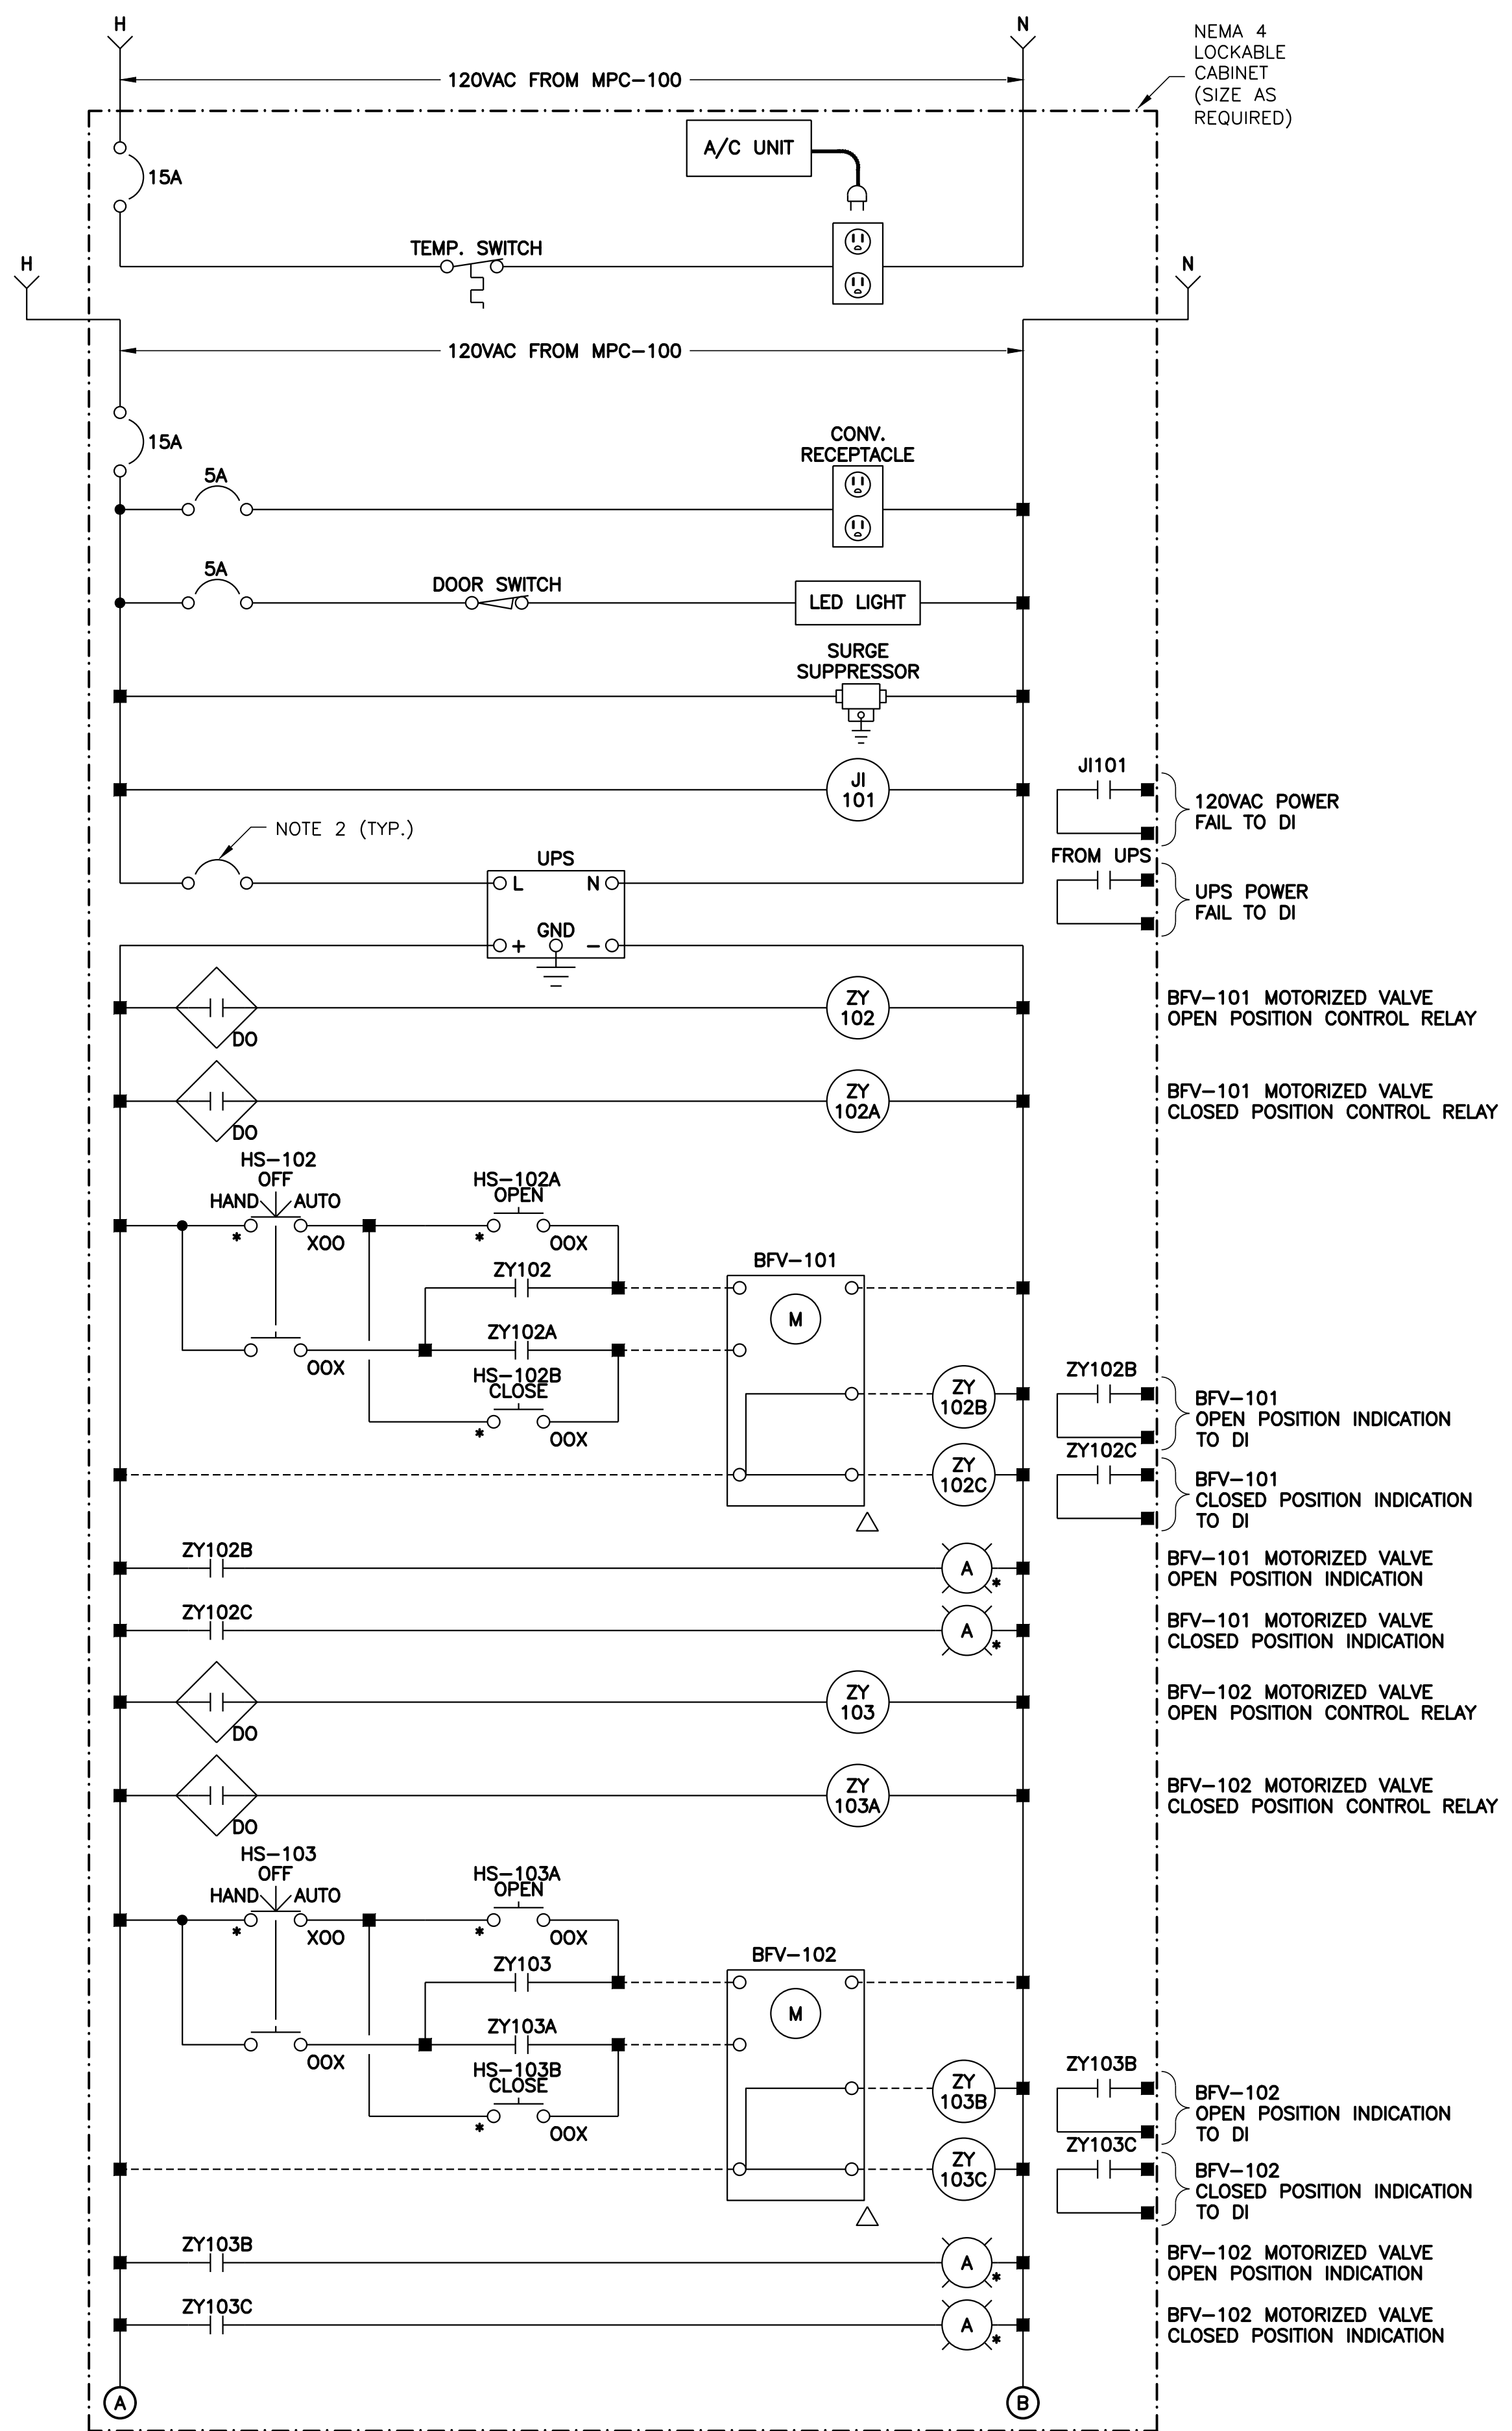 H
N
NEMA 4
LOCKABLE
CABINET
(SIZE AS
REQUIRED)
120VAC FROM MPC-100
A/C UNIT
15A
TEMP. SWITCH
H
N
120VAC FROM MPC-100
15A
CONV.
RECEPTACLE
5A
5A
DOOR SWITCH
LED LIGHT
SURGE
SUPPRESSOR
JI
101
JI101
120VAC POWER
FAIL TO DI
NOTE 2 (TYP.)
UPS
L
N
GND
+
-
FROM UPS
UPS POWER
FAIL TO DI
DO
ZY
102
BFV-101 MOTORIZED VALVE
OPEN POSITION CONTROL RELAY
DO
ZY
102A
BFV-101 MOTORIZED VALVE
CLOSED POSITION CONTROL RELAY
HS-102
OFF
HAND
AUTO
*
XOO
HS-102A
OPEN
*
OOX
ZY102
BFV-101
M
OOX
ZY102A
HS-102B
CLOSE
*
OOX
ZY
102B
ZY102B
BFV-101
OPEN POSITION INDICATION
TO DI
ZY
102C
ZY102C
BFV-101
CLOSED POSITION INDICATION
TO DI
ZY102B
A
*
BFV-101 MOTORIZED VALVE
OPEN POSITION INDICATION
ZY102C
A
*
BFV-101 MOTORIZED VALVE
CLOSED POSITION INDICATION
DO
ZY
103
BFV-102 MOTORIZED VALVE
OPEN POSITION CONTROL RELAY
DO
ZY
103A
BFV-102 MOTORIZED VALVE
CLOSED POSITION CONTROL RELAY
HS-103
OFF
HAND
AUTO
*
XOO
HS-103A
OPEN
*
OOX
ZY103
BFV-102
M
OOX
ZY103A
HS-103B
CLOSE
*
OOX
ZY
103B
ZY103B
BFV-102
OPEN POSITION INDICATION
TO DI
ZY
103C
ZY103C
BFV-102
CLOSED POSITION INDICATION
TO DI
ZY103B
A
*
BFV-102 MOTORIZED VALVE
OPEN POSITION INDICATION
ZY103C
A
*
BFV-102 MOTORIZED VALVE
CLOSED POSITION INDICATION
A
B